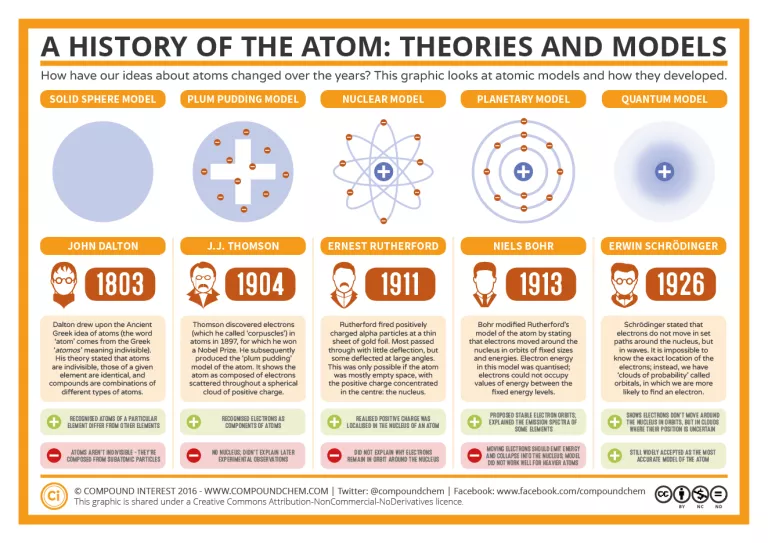 A HISTORY OF THE ATOM: THEORIES AND MODELS
How have our ideas about atoms changed over the years? This graphic looks at atomic models and how they developed.
SOLID SPHERE MODEL
PLUM PUDDING MODEL
NUCLEAR MODEL
PLANETARY MODEL
QUANTUM MODEL
JOHN DALTON
1803
Dalton drew upon the Ancient
Greek idea of atoms (the word
‘atom’ comes from the Greek
‘atomos’ meaning indivisible).
His theory stated that atoms
are indivisible, those of a given
element are identical, and
compounds are combinations of
different types of atoms.
RECOGNISED ATOMS OF A PARTICULAR
ELEMENT DIFFER FROM OTHER ELEMENTS
ATOMS AREN’T INDIVISIBLE - THEY’RE
COMPOSED FROM SUBATOMIC PARTICLES
J.J. THOMSON
1904
Thomson discovered electrons
(which he called ‘corpuscles’) in
atoms in 1897, for which he won
a Nobel Prize. He subsequently
produced the ‘plum pudding’
model of the atom. It shows the
atom as composed of electrons
scattered throughout a spherical
cloud of positive charge.
RECOGNISED ELECTRONS AS
COMPONENTS OF ATOMS
NO NUCLEUS; DIDN’T EXPLAIN LATER
EXPERIMENTAL OBSERVATIONS
ERNEST RUTHERFORD
1911
Rutherford fired positively
charged alpha particles at a thin
sheet of gold foil. Most passed
through with little deflection, but
some deflected at large angles.
This was only possible if the atom
was mostly empty space, with
the positive charge concentrated
in the centre: the nucleus.
REALISED POSITIVE CHARGE WAS
LOCALISED IN THE NUCLEUS OF AN ATOM
DID NOT EXPLAIN WHY ELECTRONS
REMAIN IN ORBIT AROUND THE NUCLEUS
NIELS BOHR
1913
Bohr modified Rutherford’s
model of the atom by stating
that electrons moved around the
nucleus in orbits of fixed sizes
and energies. Electron energy
in this model was quantised;
electrons could not occupy
values of energy between the
fixed energy levels.
PROPOSED STABLE ELECTRON ORBITS;
EXPLAINED THE EMISSION SPECTRA OF
SOME ELEMENTS
MOVING ELECTRONS SHOULD EMIT ENERGY
AND COLLAPSE INTO THE NUCLEUS; MODEL
DID NOT WORK WELL FOR HEAVIER ATOMS
ERWIN SCHRÖDINGER
1926
Schrödinger stated that
electrons do not move in set
paths around the nucleus, but
in waves. It is impossible to
know the exact location of the
electrons; instead, we have
‘clouds of probability’ called
orbitals, in which we are more
likely to find an electron.
SHOWS ELECTRONS DON’T MOVE AROUND
THE NUCLEUS IN ORBITS, BUT IN CLOUDS
WHERE THEIR POSITION IS UNCERTAIN
STILL WIDELY ACCEPTED AS THE MOST
ACCURATE MODEL OF THE ATOM
Ci
© COMPOUND INTEREST 2016 - WWW.COMPOUNDCHEM.COM | Twitter: @compoundchem | Facebook: www.facebook.com/compoundchem
This graphic is shared under a Creative Commons Attribution-NonCommercial-NoDerivatives licence.
CC
BY NC ND